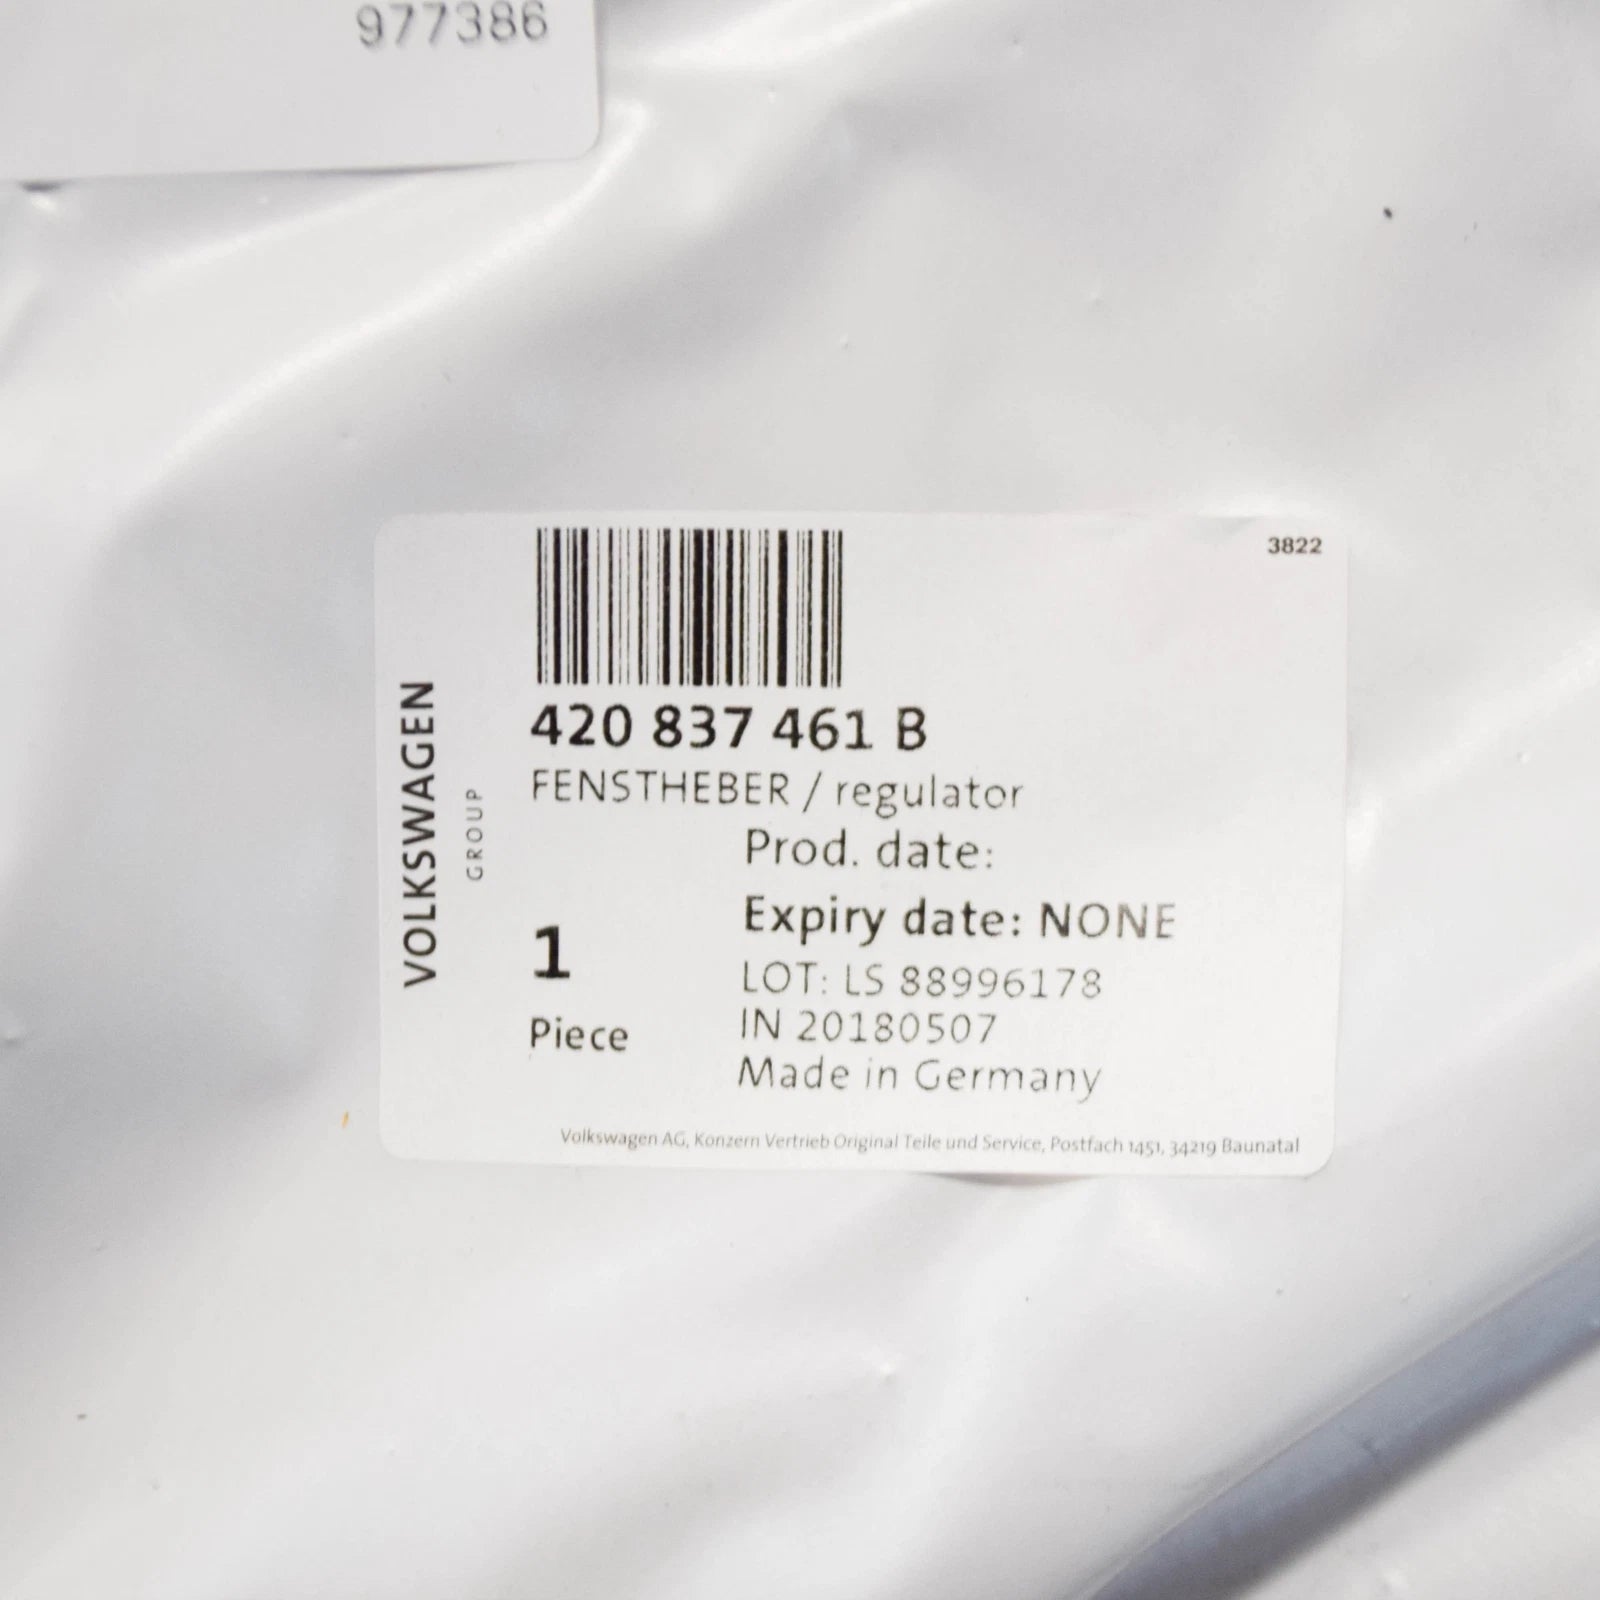 977386
3822
VOLKSWAGEN
GROUP
420 837 461 B
FENSTHEBER / regulator
Prod. date:
Expiry date: NONE
1
Piece
LOT: LS 88996178
IN 20180507
Made in Germany
Volkswagen AG, Konzern Vertrieb Original Teile und Service, Postfach 1451, 34219 Baunatal